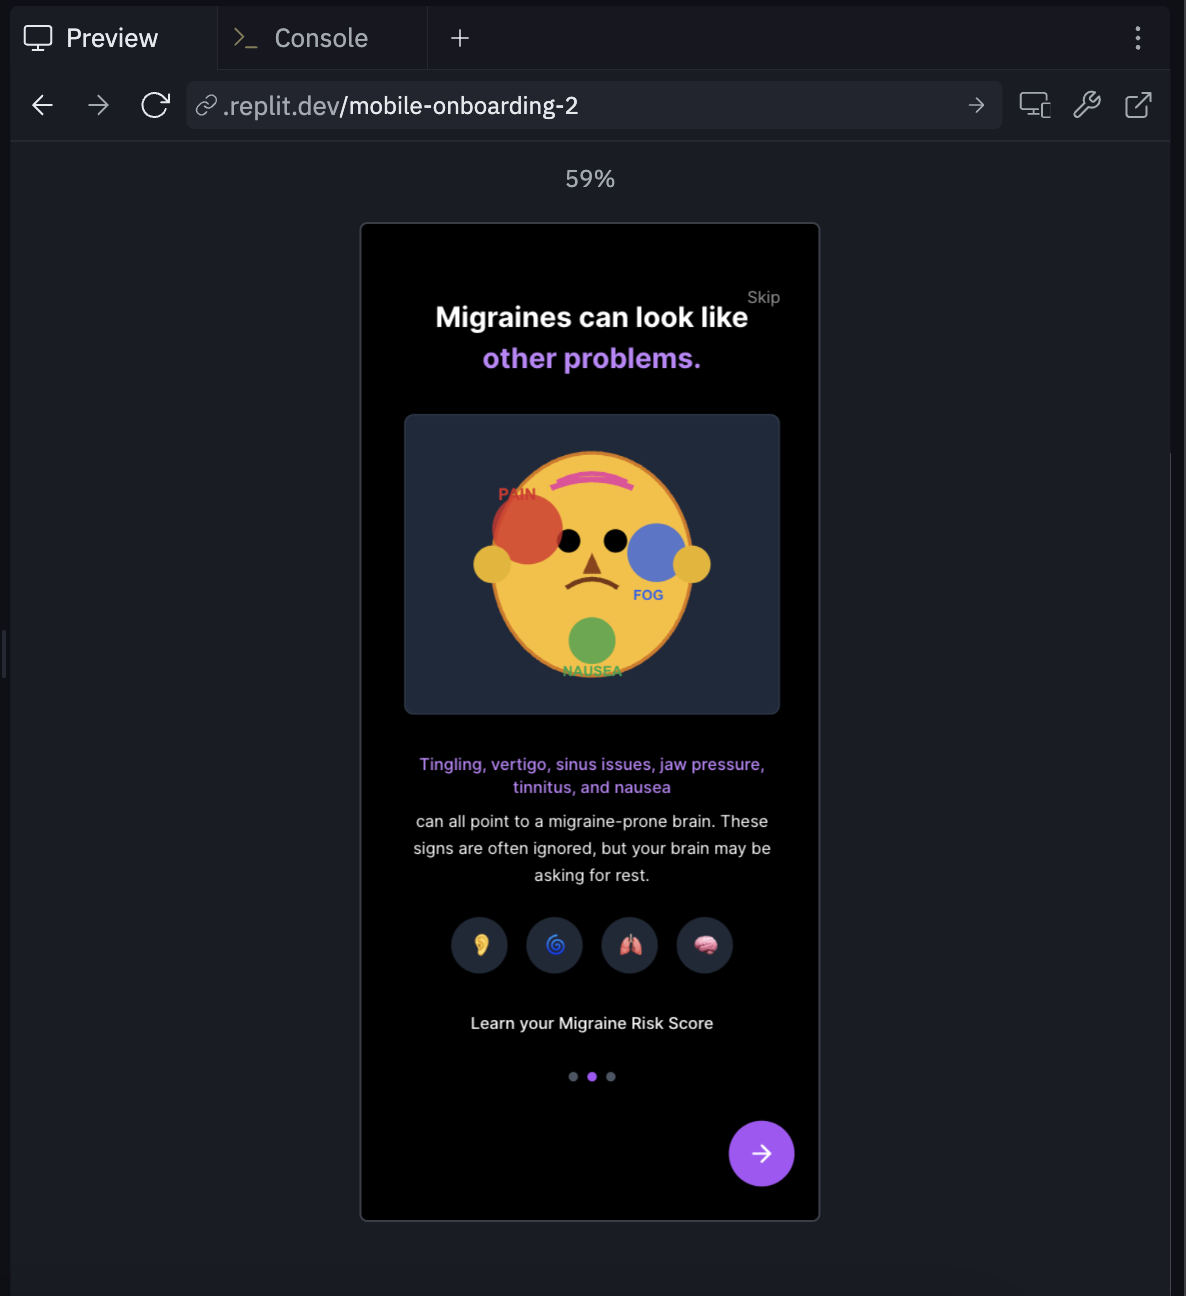 Preview
Console
.replit.dev/mobile-onboarding-2
59%
Skip
Migraines can look like
other problems.
PAIN
FOG
NAUSEA
Tingling, vertigo, sinus issues, jaw pressure,
tinnitus, and nausea
can all point to a migraine-prone brain. These
signs are often ignored, but your brain may be
asking for rest.
Learn your Migraine Risk Score